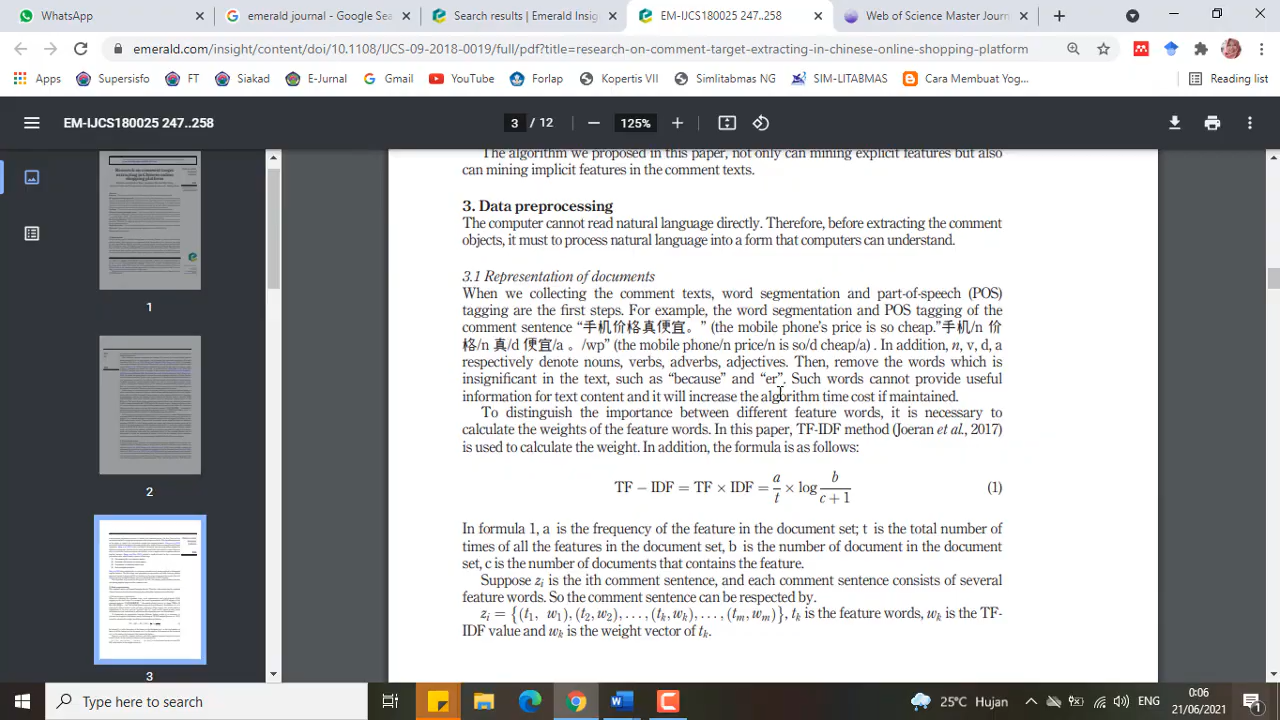 WhatsApp
emerald journal - Google Sea
Search results | Emerald Insig
EM-IJCS180025 247..258
Web of Science Master Journ
emerald.com/insight/content/doi/10.1108/IJCS-09-2018-0019/full/pdf?title=research-on-comment-target-extracting-in-chinese-online-shopping-platform
Apps
Supersisfo
FT
Siakad
E-Jurnal
Gmail
YouTube
Forlap
Kopertis VII
Simlitabmas NG
SIM-LITABMAS
Cara Membuat Yog...
Reading list
EM-IJCS180025 247..258
3 / 12
125%
1
2
3
The algorithm we proposed in this paper, not only can mining explicit features but also
can mining implicit features in the comment texts.
3. Data preprocessing
The computer cannot read natural language directly. Therefore, before extracting the comment
objects, it must to process natural language into a form that computers can understand.
3.1 Representation of documents
When we collecting the comment texts, word segmentation and part-of-speech (POS)
tagging are the first steps. For example, the word segmentation and POS tagging of the
comment sentence “手机价格真便宜。” (the mobile phone's price is so cheap.”手机/n 价
格/n 真/d 便宜/a 。/wp” (the mobile phone/n price/n is so/d cheap/a) . In addition, n, v, d, a
respectively denote nouns, verbs, adverbs, adjectives. Then, remove the words which is
insignificant in the text, such as “because” and “er”. Such words cannot provide useful
information for text content and it will increase the algorithm time cost if maintained.
To distinguish the importance between different feature words, it is necessary to
calculate the weights of the feature words. In this paper, TF-IDF method (Joeran et al., 2017)
is used to calculate the weight. In addition, the formula is as follows:
TF − IDF = TF × IDF = a/t × log b/(c + 1) (1)
In formula 1, a is the frequency of the feature in the document set; t is the total number of
times of all the features in the document set, b is the number of document in the document
set, c is the number of documents that contains the feature.
Suppose zi is the ith comment sentence, and each comment sentence consists of several
feature words. So the comment sentence can be respected by.
zi = {(t1, w1).(t2, w2), . . . , (tk, wk), . . . , (tm, wm)}, tk is the feature words, wk is the TF-
IDF value and wk is the weight vector of tk.
Type here to search
25°C Hujan
ENG
0:06
21/06/2021
1